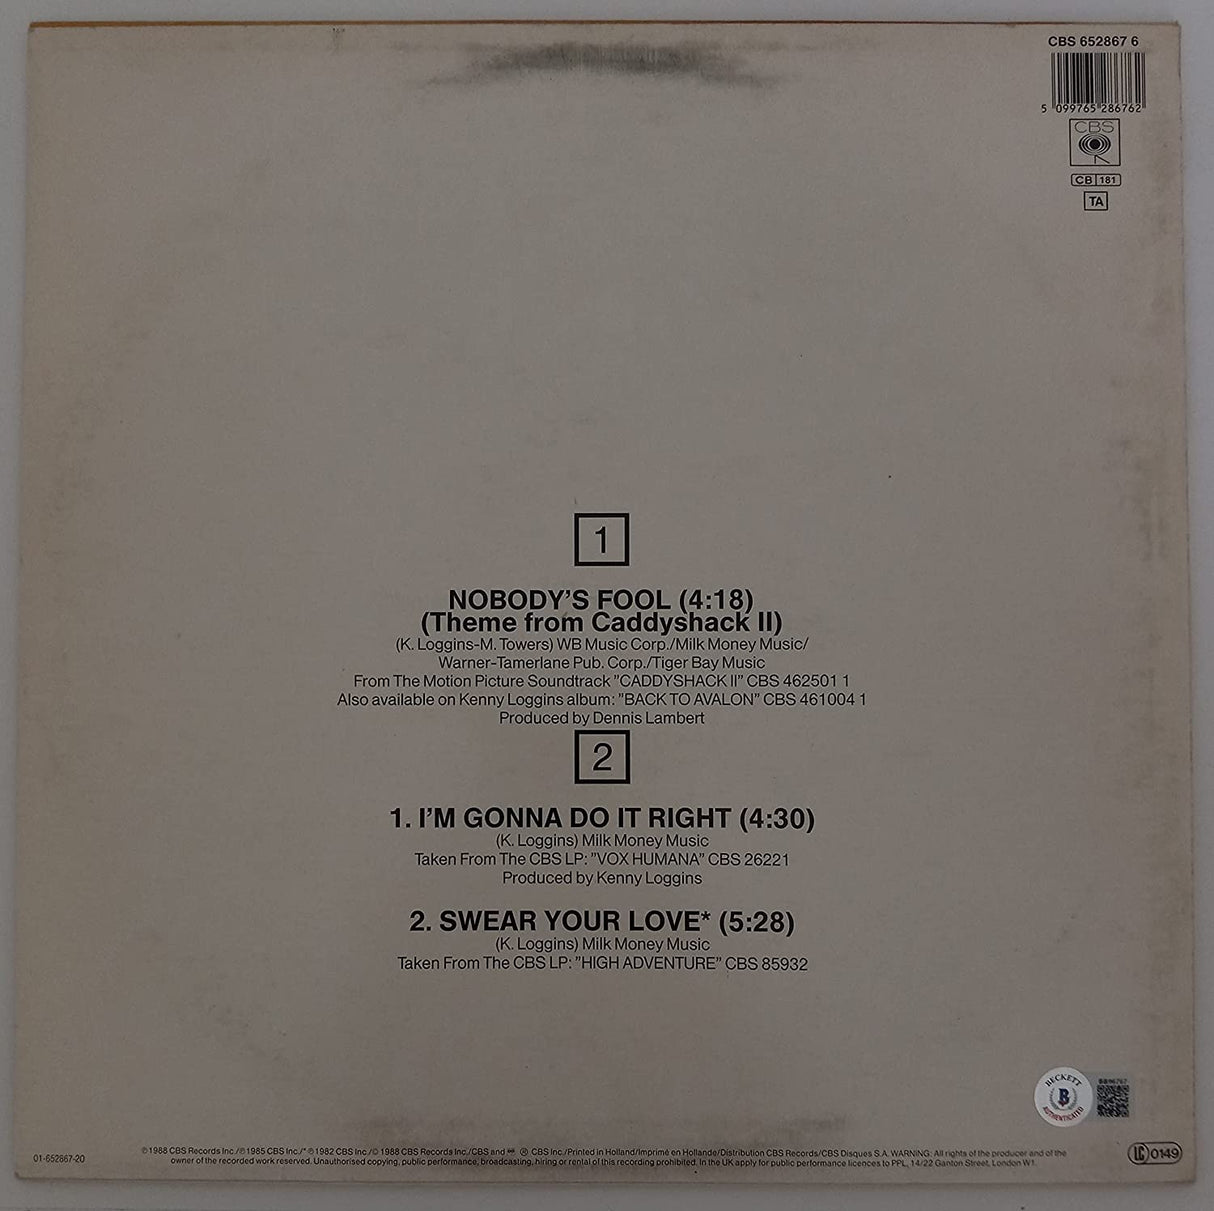 CBS 652867 6
5 099765 286762
CBS
CB 181
TA
1
NOBODY'S FOOL (4:18)
(Theme from Caddyshack II)
(K. Loggins-M. Towers) WB Music Corp./Milk Money Music/
Warner-Tamerlane Pub. Corp./Tiger Bay Music
From The Motion Picture Soundtrack ”CADDYSHACK II” CBS 462501 1
Also available on Kenny Loggins album: ”BACK TO AVALON” CBS 461004 1
Produced by Dennis Lambert
2
1. I'M GONNA DO IT RIGHT (4:30)
(K. Loggins) Milk Money Music
Taken From The CBS LP: ”VOX HUMANA” CBS 26221
Produced by Kenny Loggins
2. SWEAR YOUR LOVE* (5:28)
(K. Loggins) Milk Money Music
Taken From The CBS LP: ”HIGH ADVENTURE” CBS 85932
BECKETT
B
AUTHENTICATED
℗ 1988 CBS Records Inc./℗ 1985 CBS Inc./* ℗ 1982 CBS Inc./© 1988 CBS Records Inc./CBS and ® CBS Inc./Printed in Holland/Imprimé en Hollande/Distribution CBS Records/CBS Disques S.A. WARNING: All rights of the producer and of the
owner of the recorded work reserved. Unauthorised copying, public performance, broadcasting, hiring or rental of this recording prohibited. In the UK apply for public performance licences to PPL, 14/22 Ganton Street, London W1.
01-652867-20
LC 0149